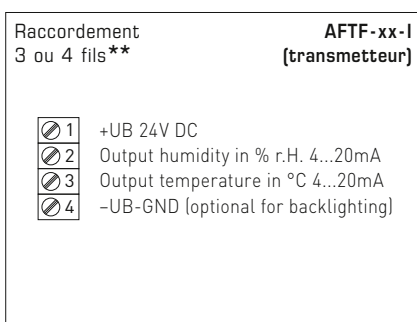 Raccordement AFTF-xx-I
3 ou 4 fils** (transmetteur)
1 +UB 24V DC
2 Output humidity in % r.H. 4...20mA
3 Output temperature in °C 4...20mA
4 –UB-GND (optional for backlighting)